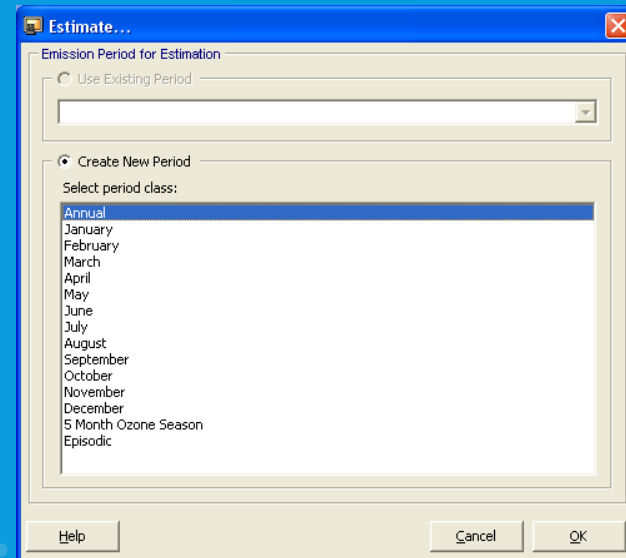 Estimate...
Emission Period for Estimation
Use Existing Period
Create New Period
Select period class:
Annual
January
February
March
April
May
June
July
August
September
October
November
December
5 Month Ozone Season
Episodic
Help Cancel OK